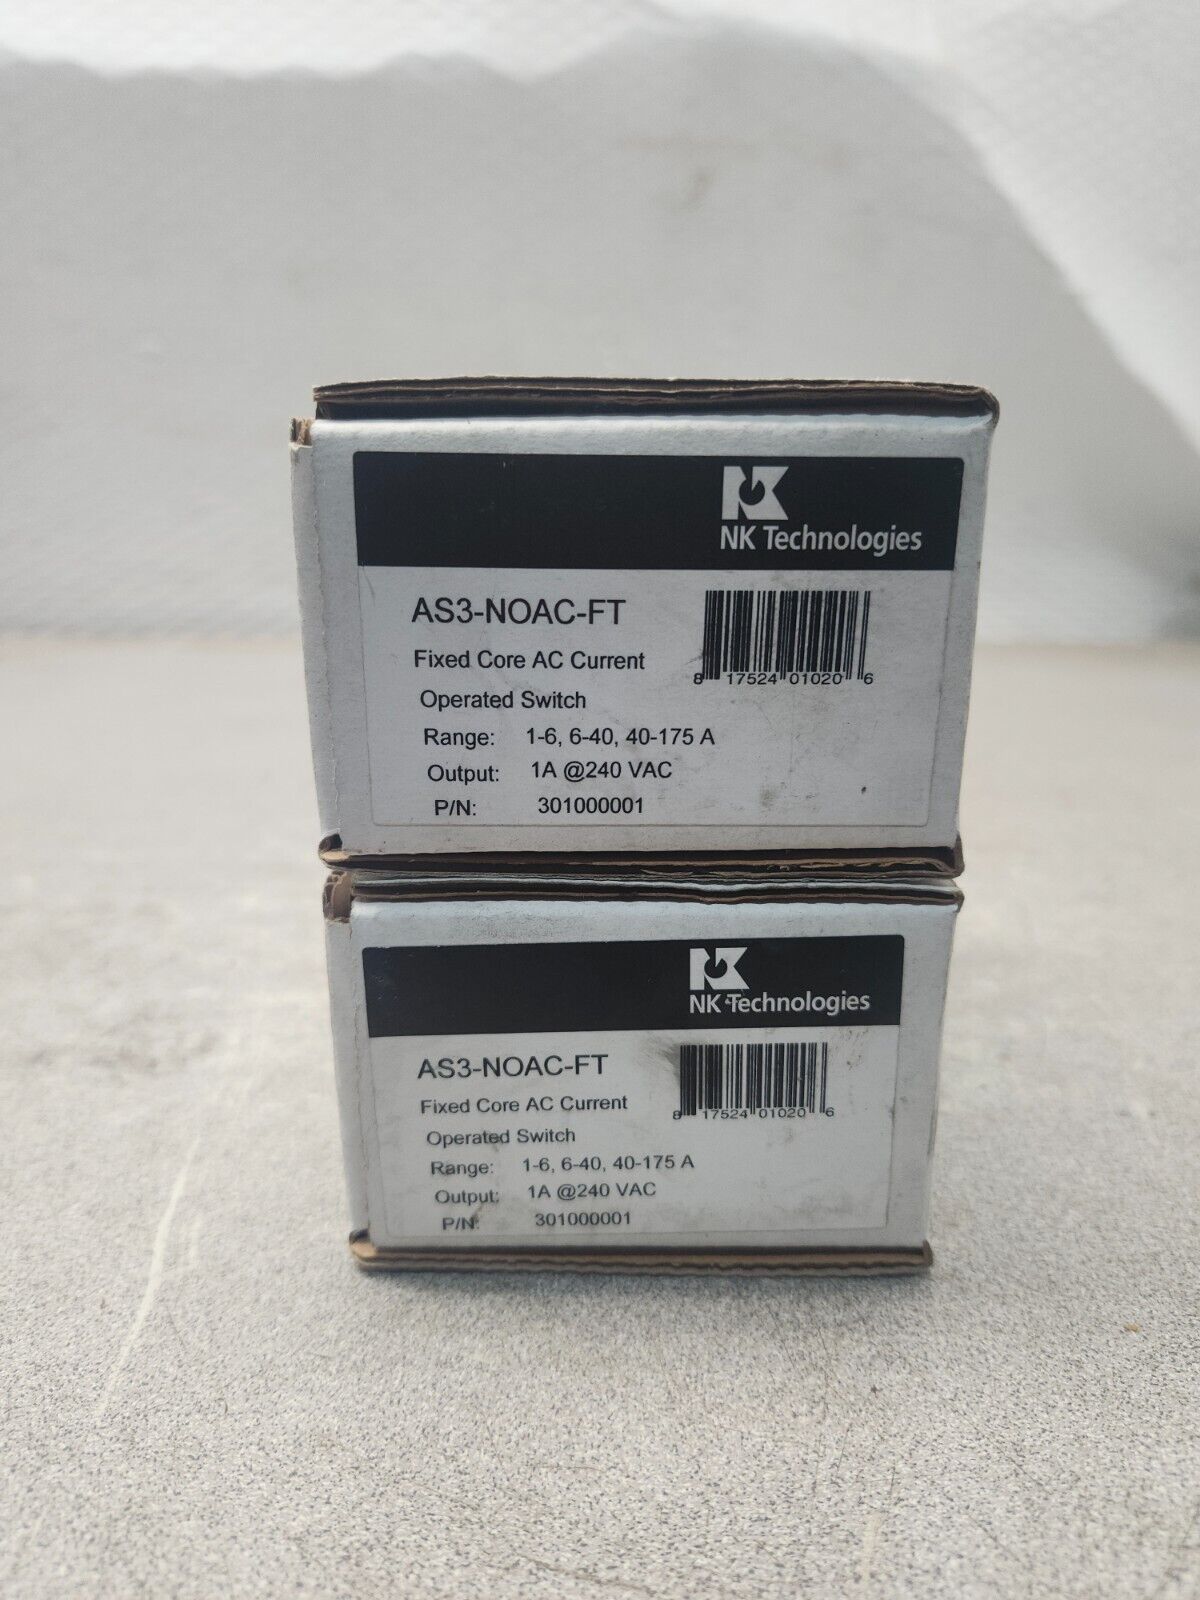 NK Technologies
AS3-NOAC-FT
Fixed Core AC Current
Operated Switch
Range: 1-6, 6-40, 40-175 A
Output: 1A @240 VAC
P/N: 301000001
8 17524 01020 6
NK Technologies
AS3-NOAC-FT
Fixed Core AC Current
Operated Switch
Range: 1-6, 6-40, 40-175 A
Output: 1A @240 VAC
P/N: 301000001
8 17524 01020 6